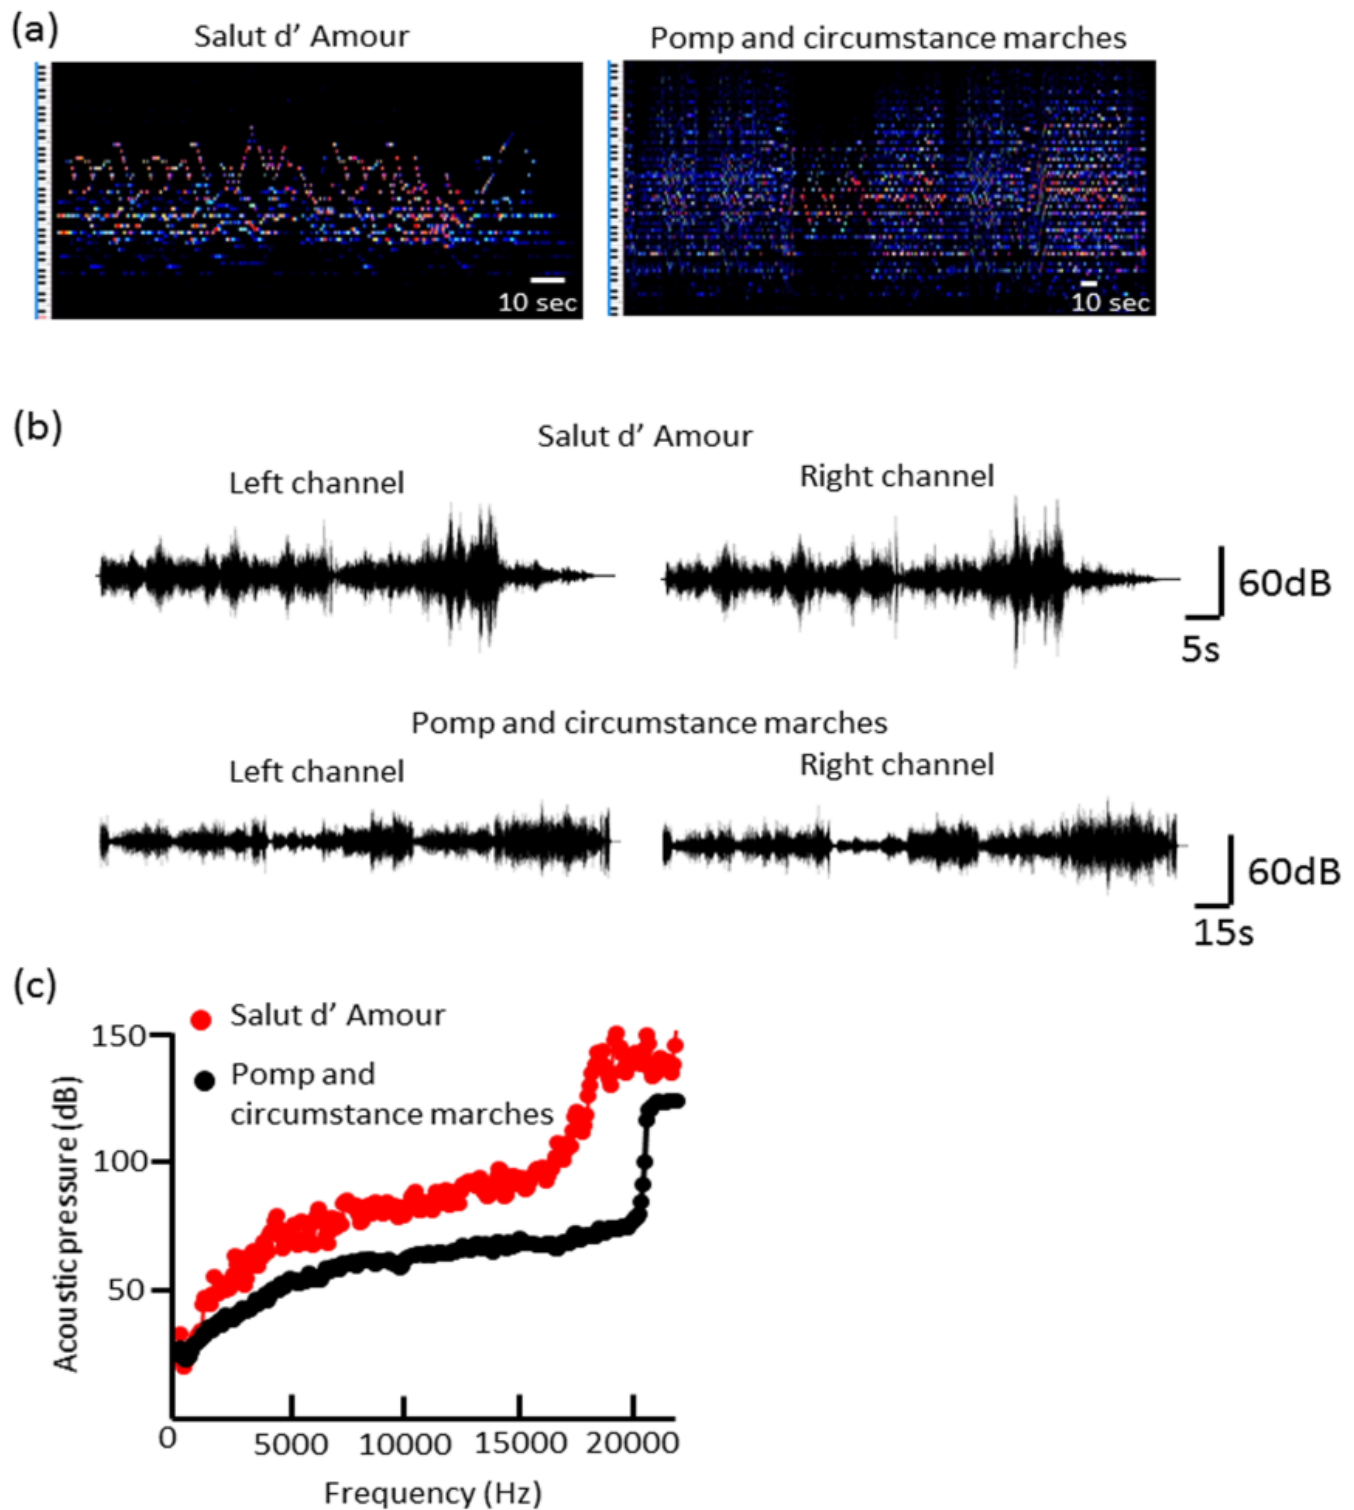 (a)
Salut d’ Amour
Pomp and circumstance marches
10 sec
10 sec
(b)
Salut d’ Amour
Left channel
Right channel
60dB
5s
Pomp and circumstance marches
Left channel
Right channel
60dB
15s
(c)
Salut d’ Amour
Pomp and
circumstance marches
Acoustic pressure (dB)
150
100
50
0
5000
10000
15000
20000
Frequency (Hz)